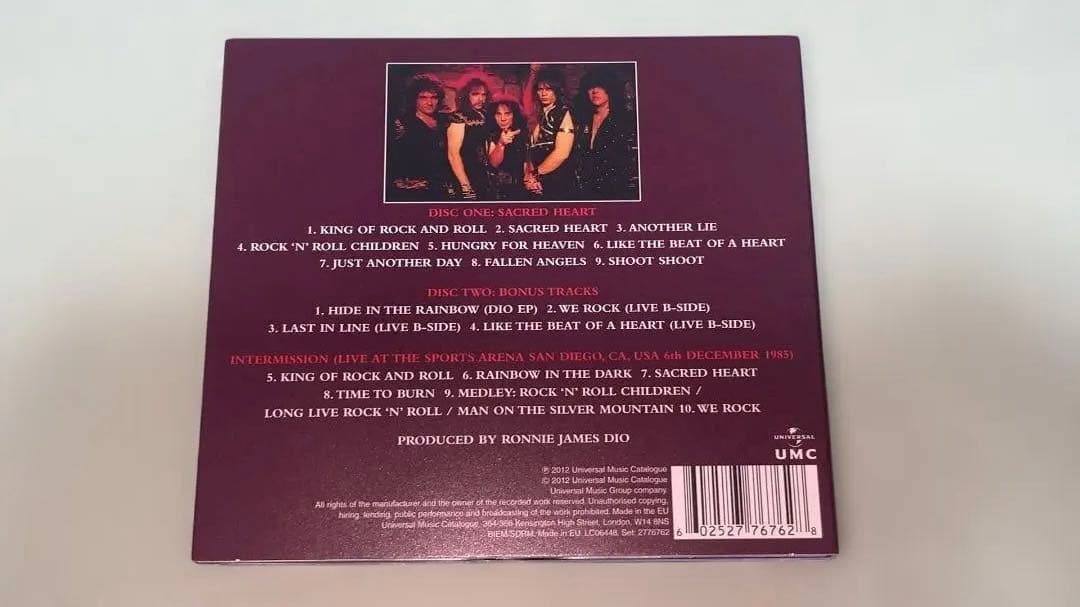 DISC ONE: SACRED HEART
1. KING OF ROCK AND ROLL 2. SACRED HEART 3. ANOTHER LIE
4. ROCK 'N' ROLL CHILDREN 5. HUNGRY FOR HEAVEN 6. LIKE THE BEAT OF A HEART
7. JUST ANOTHER DAY 8. FALLEN ANGELS 9. SHOOT SHOOT
DISC TWO: BONUS TRACKS
1. HIDE IN THE RAINBOW (DIO EP) 2. WE ROCK (LIVE B-SIDE)
3. LAST IN LINE (LIVE B-SIDE) 4. LIKE THE BEAT OF A HEART (LIVE B-SIDE)
INTERMISSION (LIVE AT THE SPORTS ARENA SAN DIEGO, CA, USA 6th DECEMBER 1985)
5. KING OF ROCK AND ROLL 6. RAINBOW IN THE DARK 7. SACRED HEART
8. TIME TO BURN 9. MEDLEY: ROCK 'N' ROLL CHILDREN /
LONG LIVE ROCK 'N' ROLL / MAN ON THE SILVER MOUNTAIN 10. WE ROCK
PRODUCED BY RONNIE JAMES DIO
UNIVERSAL
UMC
℗ 2012 Universal Music Catalogue
© 2012 Universal Music Catalogue
Universal Music Group company.
All rights of the manufacturer and the owner of the recorded work reserved. Unauthorised copying,
hiring, lending, public performance and broadcasting of the work prohibited. Made in the EU
Universal Music Catalogue, 364-366 Kensington High Street, London, W14 8NS
BIEM/SDRM. Made in EU. LC06448. Set: 2776762
6 02527 76762 8